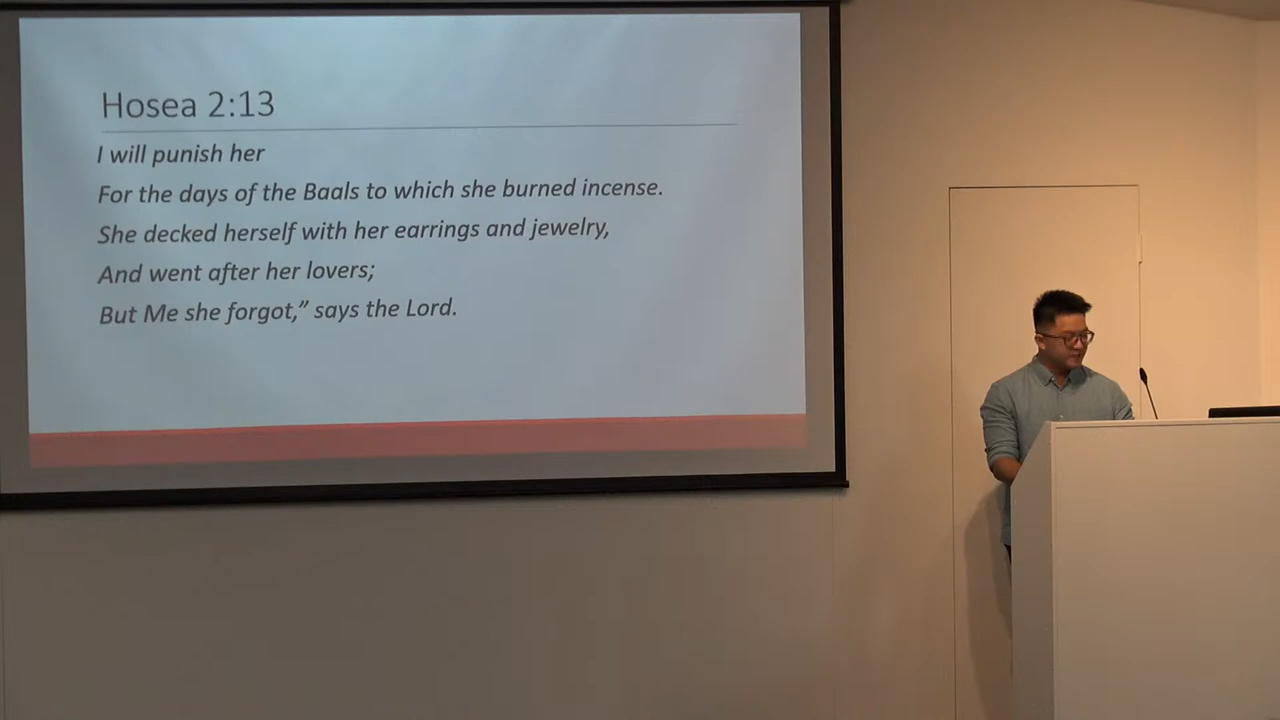 Hosea 2:13
I will punish her
For the days of the Baals to which she burned incense.
She decked herself with her earrings and jewelry,
And went after her lovers;
But Me she forgot,” says the Lord.